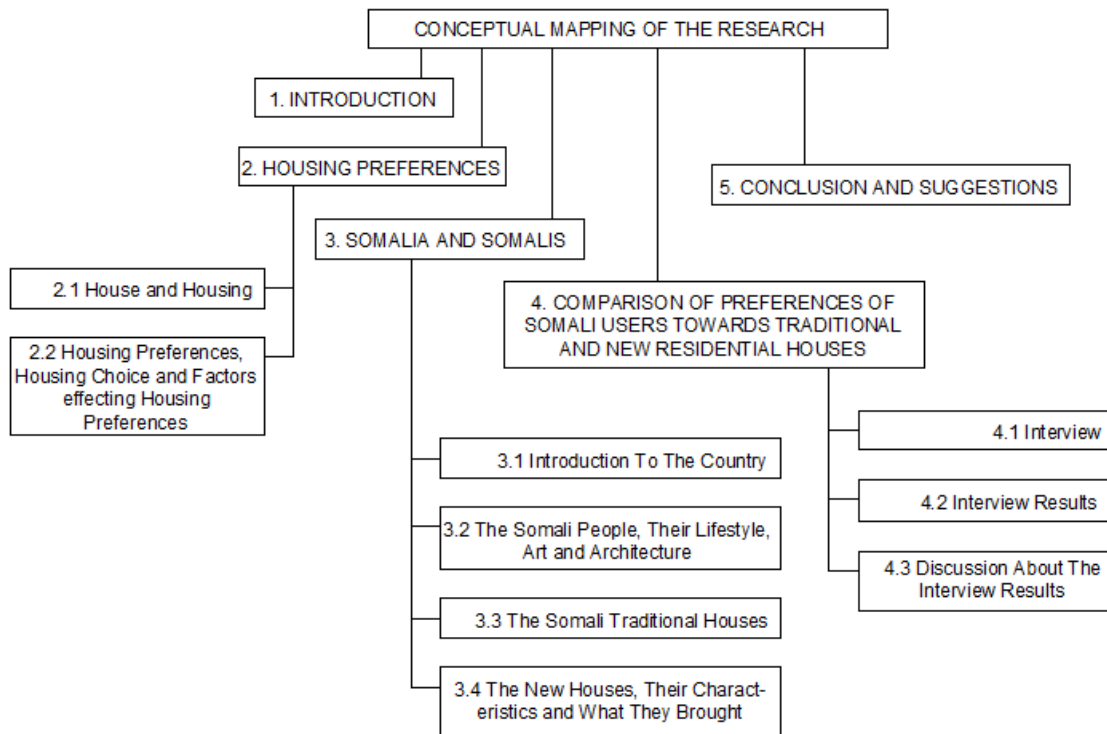 CONCEPTUAL MAPPING OF THE RESEARCH
1. INTRODUCTION
2. HOUSING PREFERENCES
2.1 House and Housing
2.2 Housing Preferences,
Housing Choice and Factors
effecting Housing
Preferences
3. SOMALIA AND SOMALIS
3.1 Introduction To The Country
3.2 The Somali People, Their Lifestyle,
Art and Architecture
3.3 The Somali Traditional Houses
3.4 The New Houses, Their Charact-
eristics and What They Brought
4. COMPARISON OF PREFERENCES OF
SOMALI USERS TOWARDS TRADITIONAL
AND NEW RESIDENTIAL HOUSES
4.1 Interview
4.2 Interview Results
4.3 Discussion About The
Interview Results
5. CONCLUSION AND SUGGESTIONS